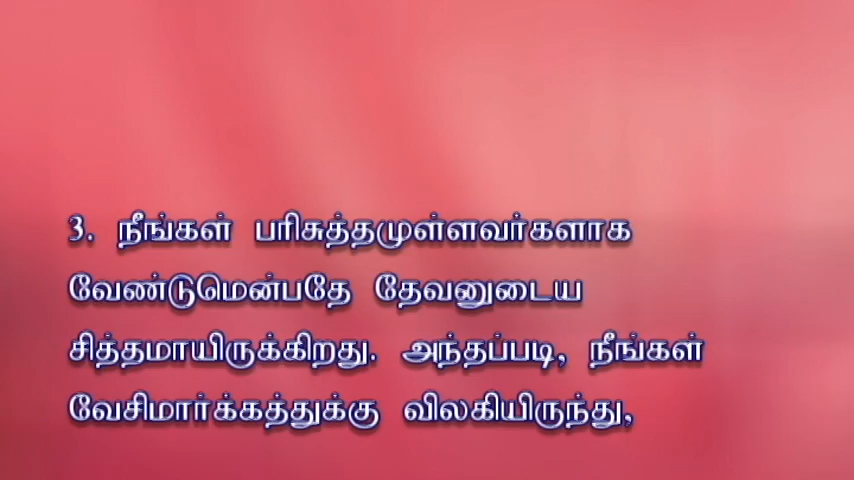 3. நீங்கள் பரிசுத்தமுள்ளவர்களாக
வேண்டுமென்பதே தேவனுடைய
சித்தமாயிருக்கிறது. அந்தப்படி, நீங்கள்
வேசிமார்க்கத்துக்கு விலகியிருந்து,